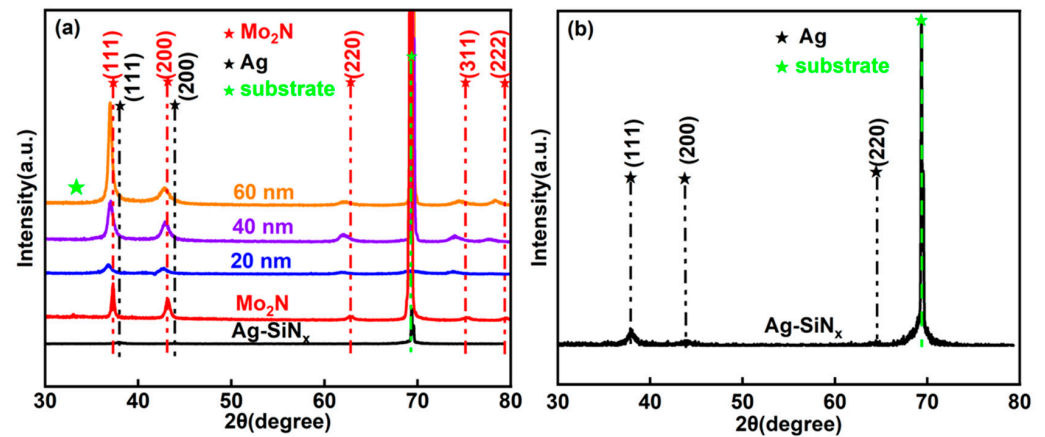 (a)
★ Mo₂N
★ Ag
★ substrate
(111)
(111)
(200)
(200)
(220)
(311)
(222)
60 nm
40 nm
20 nm
Mo₂N
Ag-SiNₓ
Intensity(a.u.)
30 40 50 60 70 80
2θ(degree)
(b)
★ Ag
★ substrate
(111)
(200)
(220)
Ag-SiNₓ
Intensity(a.u.)
30 40 50 60 70 80
2θ(degree)